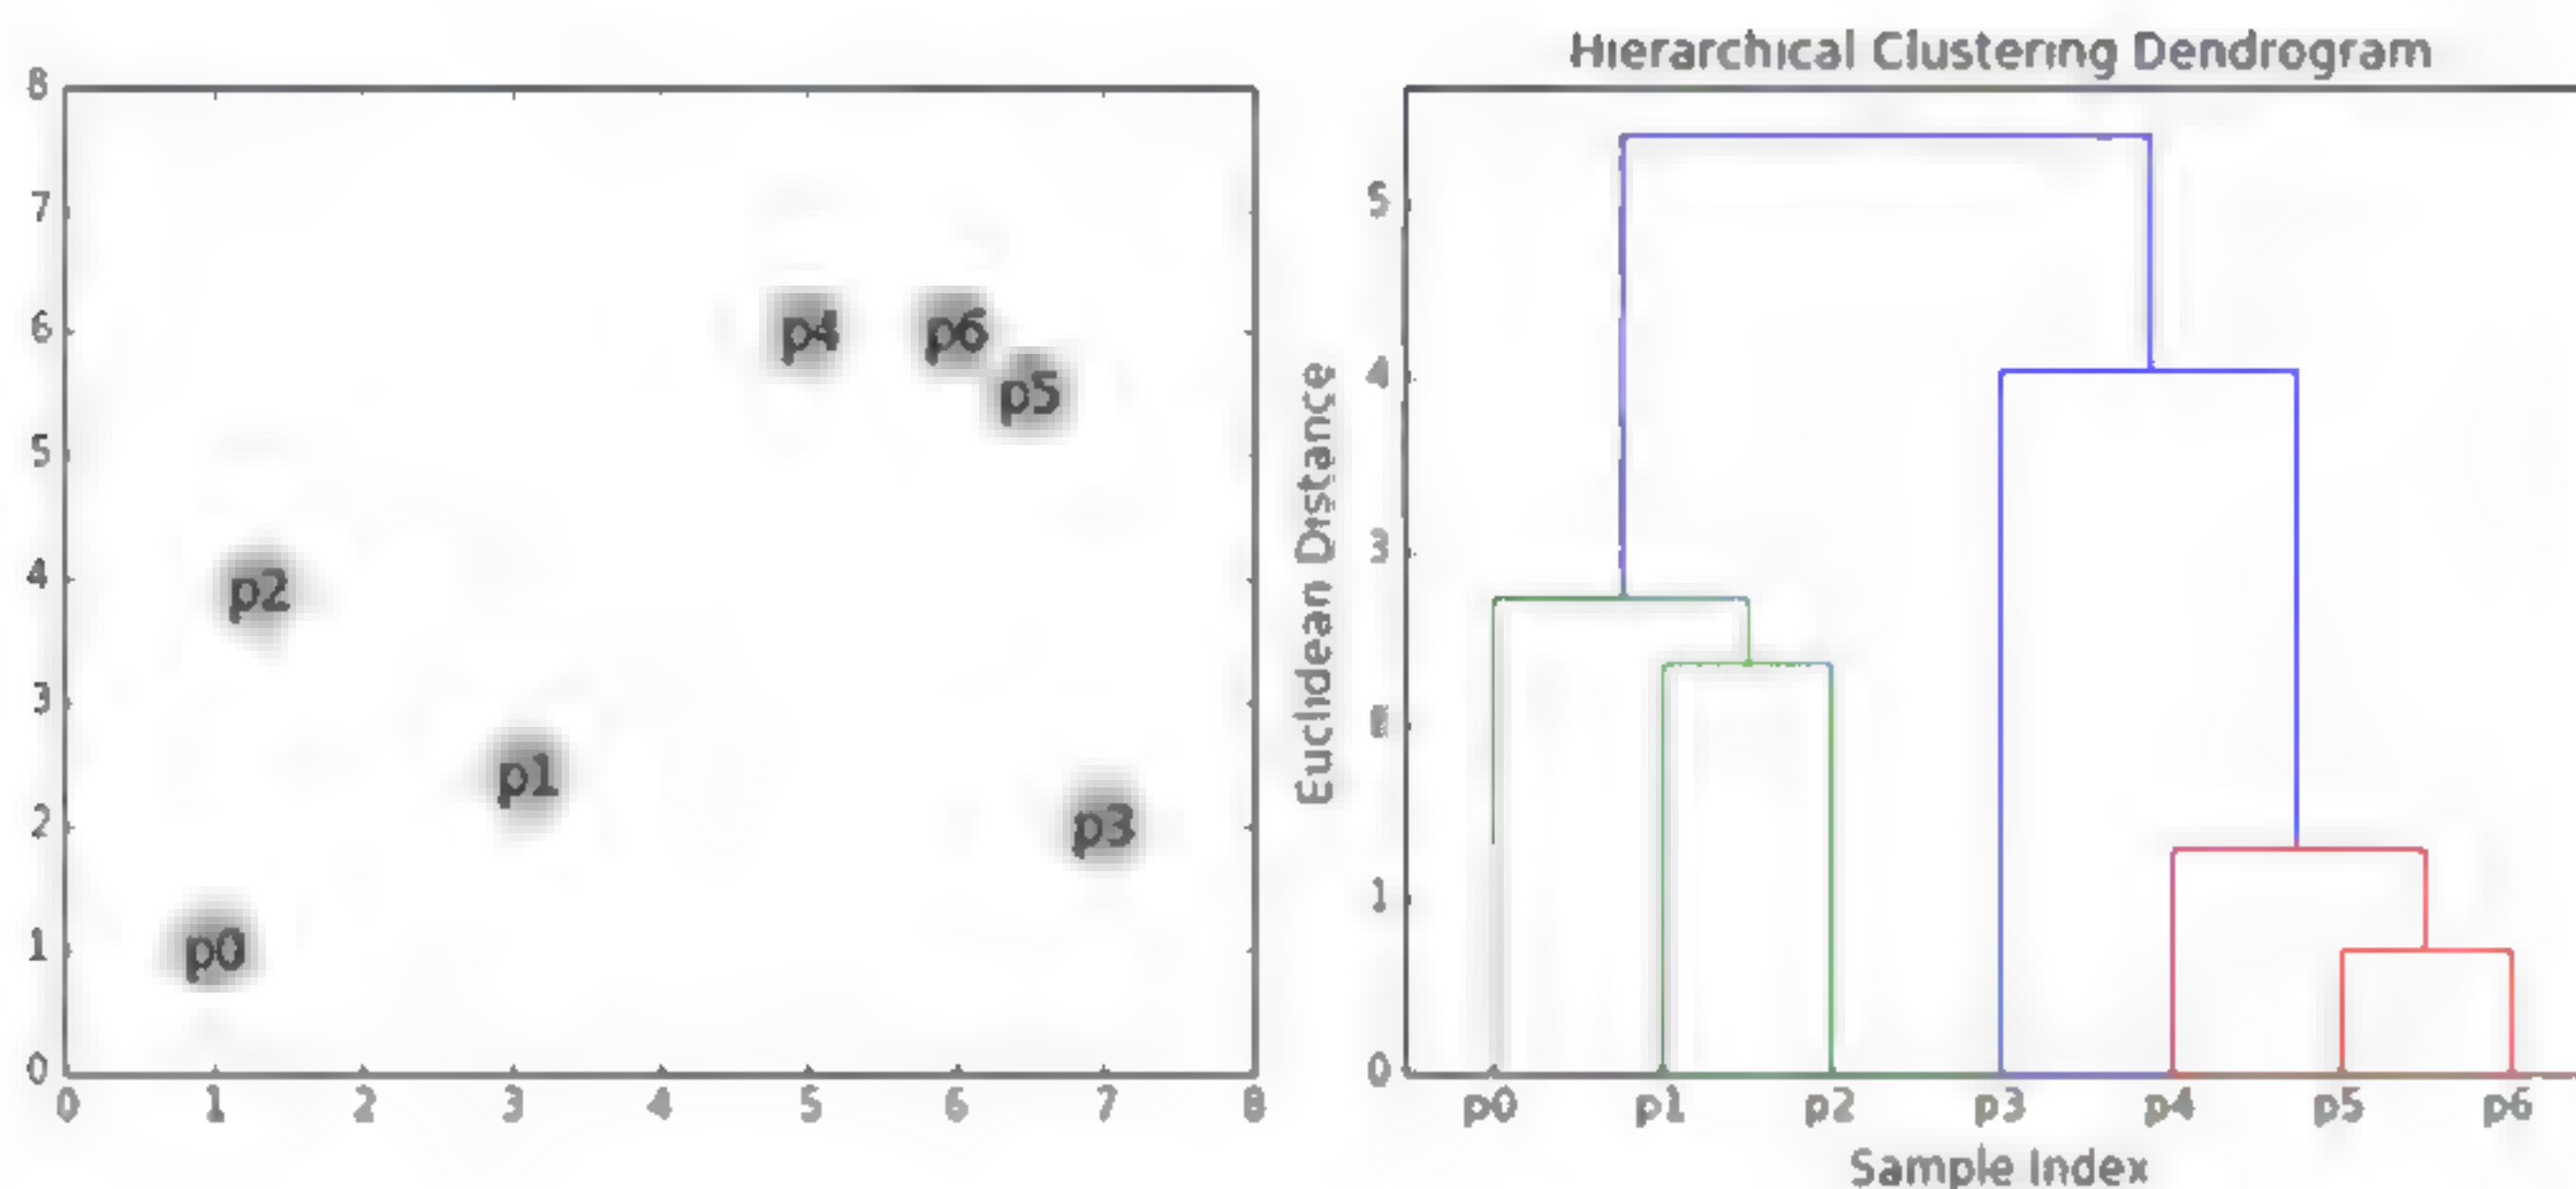 Hierarchical Clustering Dendrogram
8
7
6
5
4
3
2
1
0
p4
p6
p5
p2
p1
p3
p0
0 1 2 3 4 5 6 7 8
Euclidean Distance
5
4
3
1
0
p0 p1 p2 p3 p4 p5 p6
Sample Index